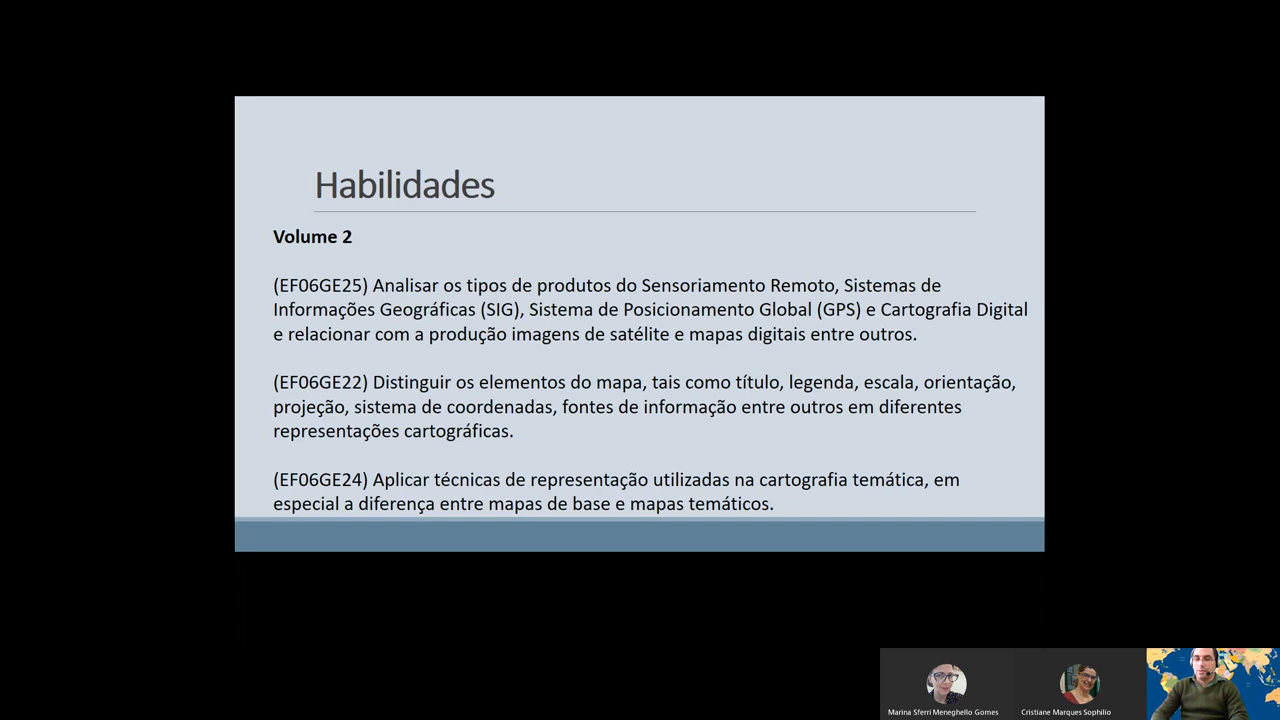 Habilidades
Volume 2
(EF06GE25) Analisar os tipos de produtos do Sensoriamento Remoto, Sistemas de
Informações Geográficas (SIG), Sistema de Posicionamento Global (GPS) e Cartografia Digital
e relacionar com a produção imagens de satélite e mapas digitais entre outros.
(EF06GE22) Distinguir os elementos do mapa, tais como título, legenda, escala, orientação,
projeção, sistema de coordenadas, fontes de informação entre outros em diferentes
representações cartográficas.
(EF06GE24) Aplicar técnicas de representação utilizadas na cartografia temática, em
especial a diferença entre mapas de base e mapas temáticos.
Marina Sferri Meneghello Gomes
Cristiane Marques Sophilio